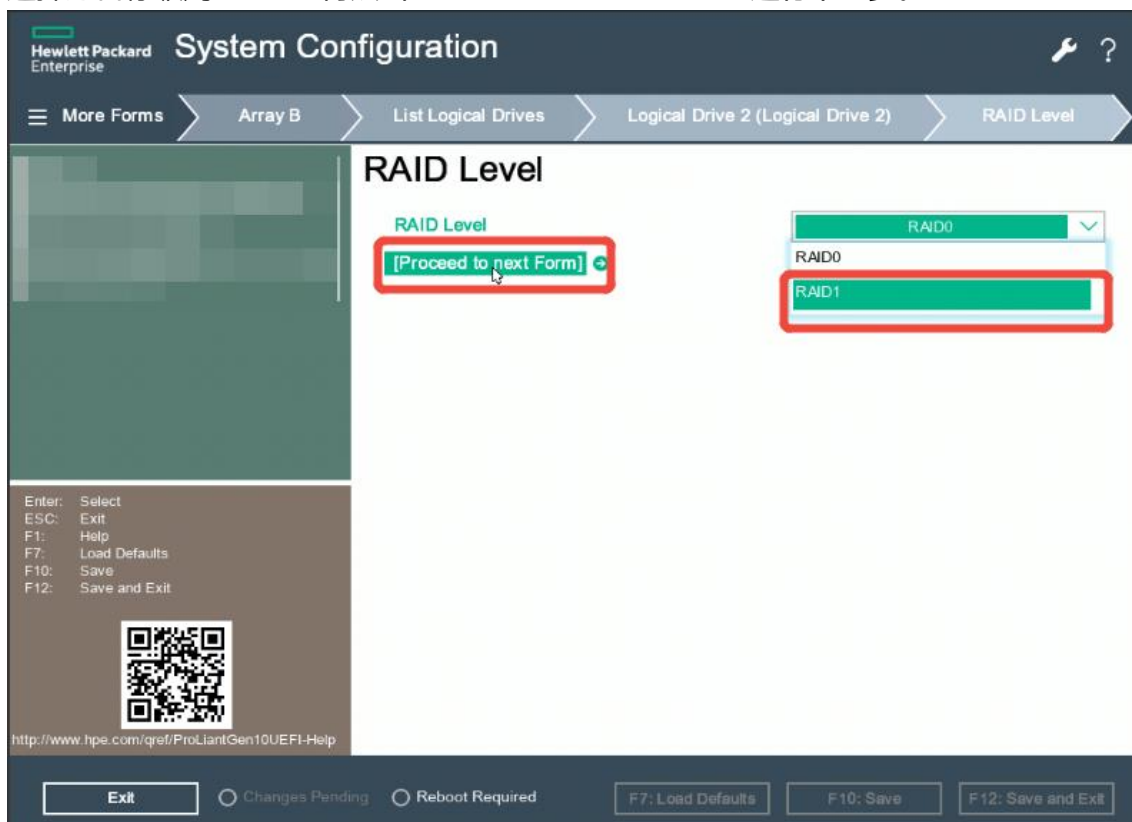 Hewlett Packard
Enterprise
System Configuration
?
More Forms
Array B
List Logical Drives
Logical Drive 2 (Logical Drive 2)
RAID Level
RAID Level
RAID Level
RAID0
[Proceed to next Form]
RAID0
RAID1
Enter: Select
ESC: Exit
F1: Help
F7: Load Defaults
F10: Save
F12: Save and Exit
http://www.hpe.com/qref/ProLiantGen10UEFI-Help
Exit
Changes Pending
Reboot Required
F7: Load Defaults
F10: Save
F12: Save and Exit